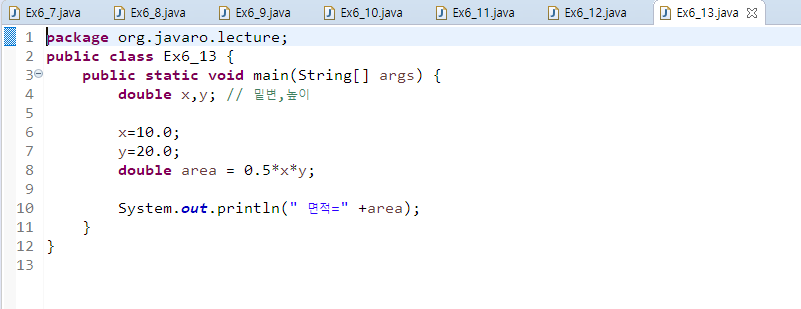 Ex6_7.java Ex6_8.java Ex6_9.java Ex6_10.java Ex6_11.java Ex6_12.java Ex6_13.java
1 package org.javaro.lecture;
2 public class Ex6_13 {
3 public static void main(String[] args) {
4 double x,y; // 밑변,높이
5
6 x=10.0;
7 y=20.0;
8 double area = 0.5*x*y;
9
10 System.out.println(" 면적=" +area);
11 }
12 }
13